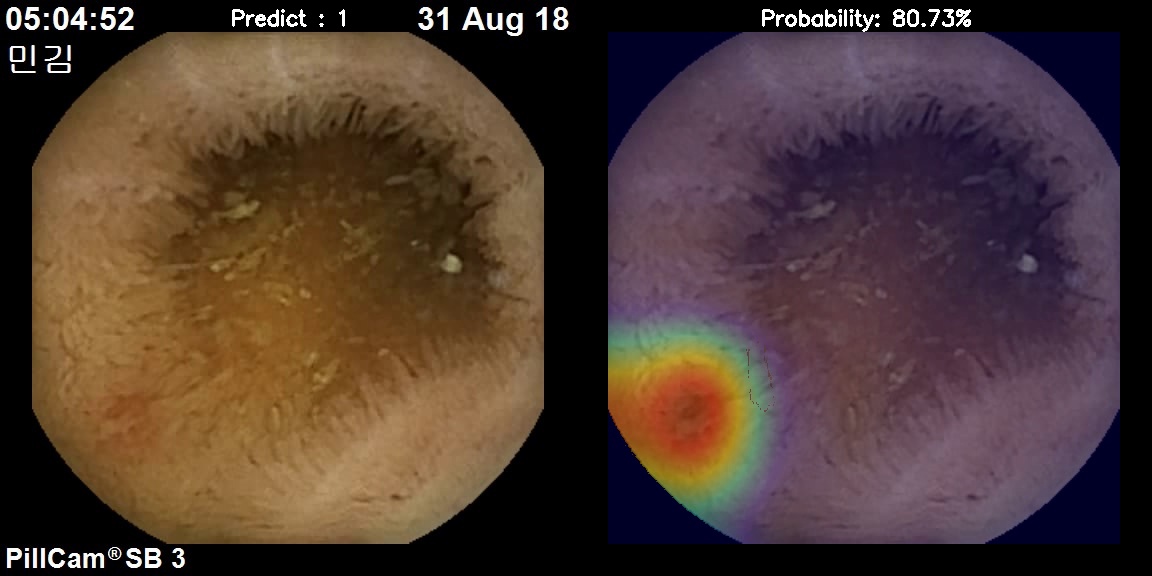 05:04:52 Predict : 1 31 Aug 18 Probability: 80.73%
민김
PillCam® SB 3